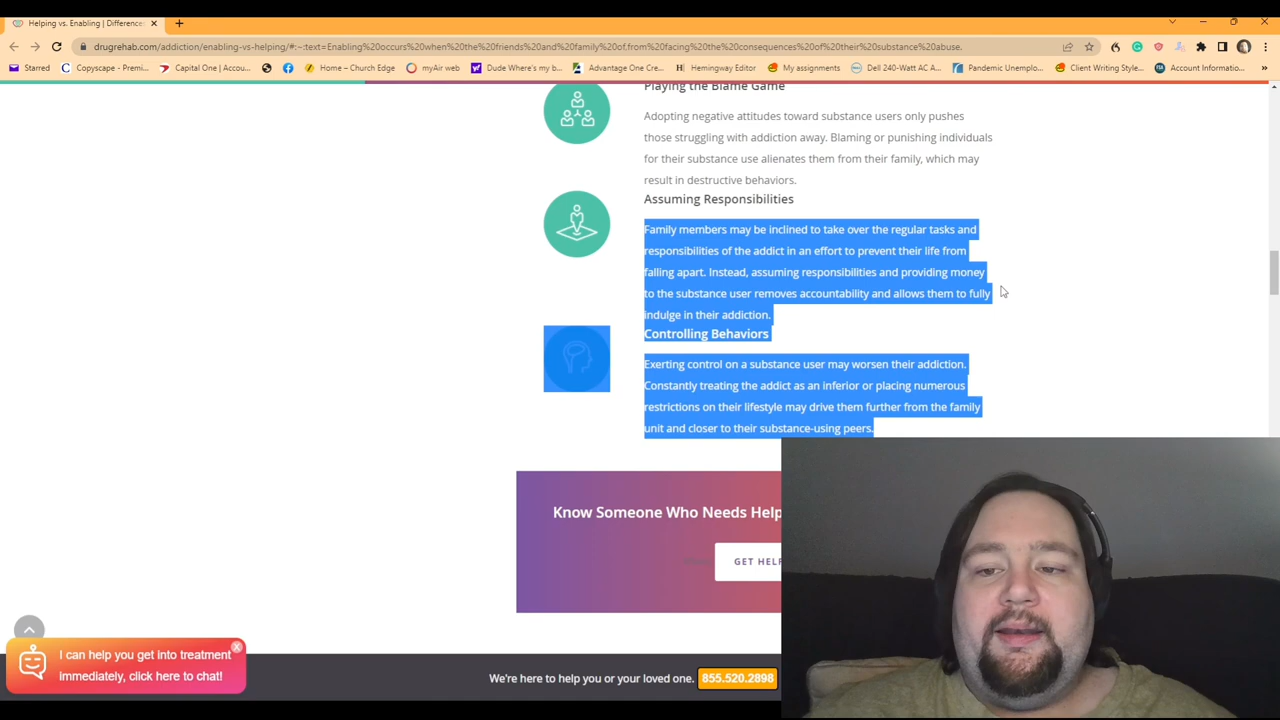 Helping vs. Enabling | Difference
drugrehab.com/addiction/enabling-vs-helping/#:~:text=Enabling%20occurs%20when%20the%20friends%20and%20family%20of,from%20facing%20the%20consequences%20of%20their%20substance%20abuse.
Starred Copyscape - Premi... Capital One | Accou... Home – Church Edge myAir web Dude Where's my b... Advantage One Cre... Hemingway Editor My assignments Dell 240-Watt AC A... Pandemic Unemplo... Client Writing Style... Account Informatio... »
Playing the Blame Game
Adopting negative attitudes toward substance users only pushes
those struggling with addiction away. Blaming or punishing individuals
for their substance use alienates them from their family, which may
result in destructive behaviors.
Assuming Responsibilities
Family members may be inclined to take over the regular tasks and
responsibilities of the addict in an effort to prevent their life from
falling apart. Instead, assuming responsibilities and providing money
to the substance user removes accountability and allows them to fully
indulge in their addiction.
Controlling Behaviors
Exerting control on a substance user may worsen their addiction.
Constantly treating the addict as an inferior or placing numerous
restrictions on their lifestyle may drive them further from the family
unit and closer to their substance-using peers.
Know Someone Who Needs Help
GET HELP
I can help you get into treatment
immediately, click here to chat!
We're here to help you or your loved one. 855.520.2898